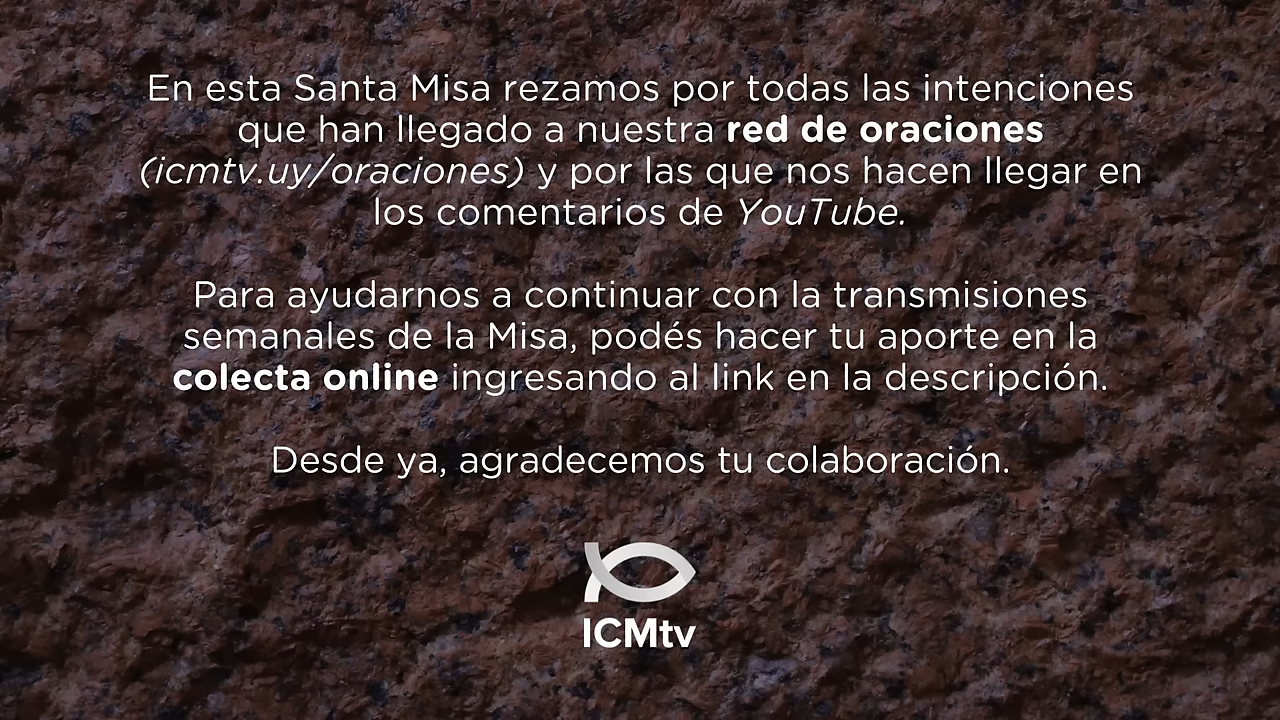 En esta Santa Misa rezamos por todas las intenciones
que han llegado a nuestra red de oraciones
(icmtv.uy/oraciones) y por las que nos hacen llegar en
los comentarios de YouTube.
Para ayudarnos a continuar con la transmisiones
semanales de la Misa, podés hacer tu aporte en la
colecta online ingresando al link en la descripción.
Desde ya, agradecemos tu colaboración.
ICMtv